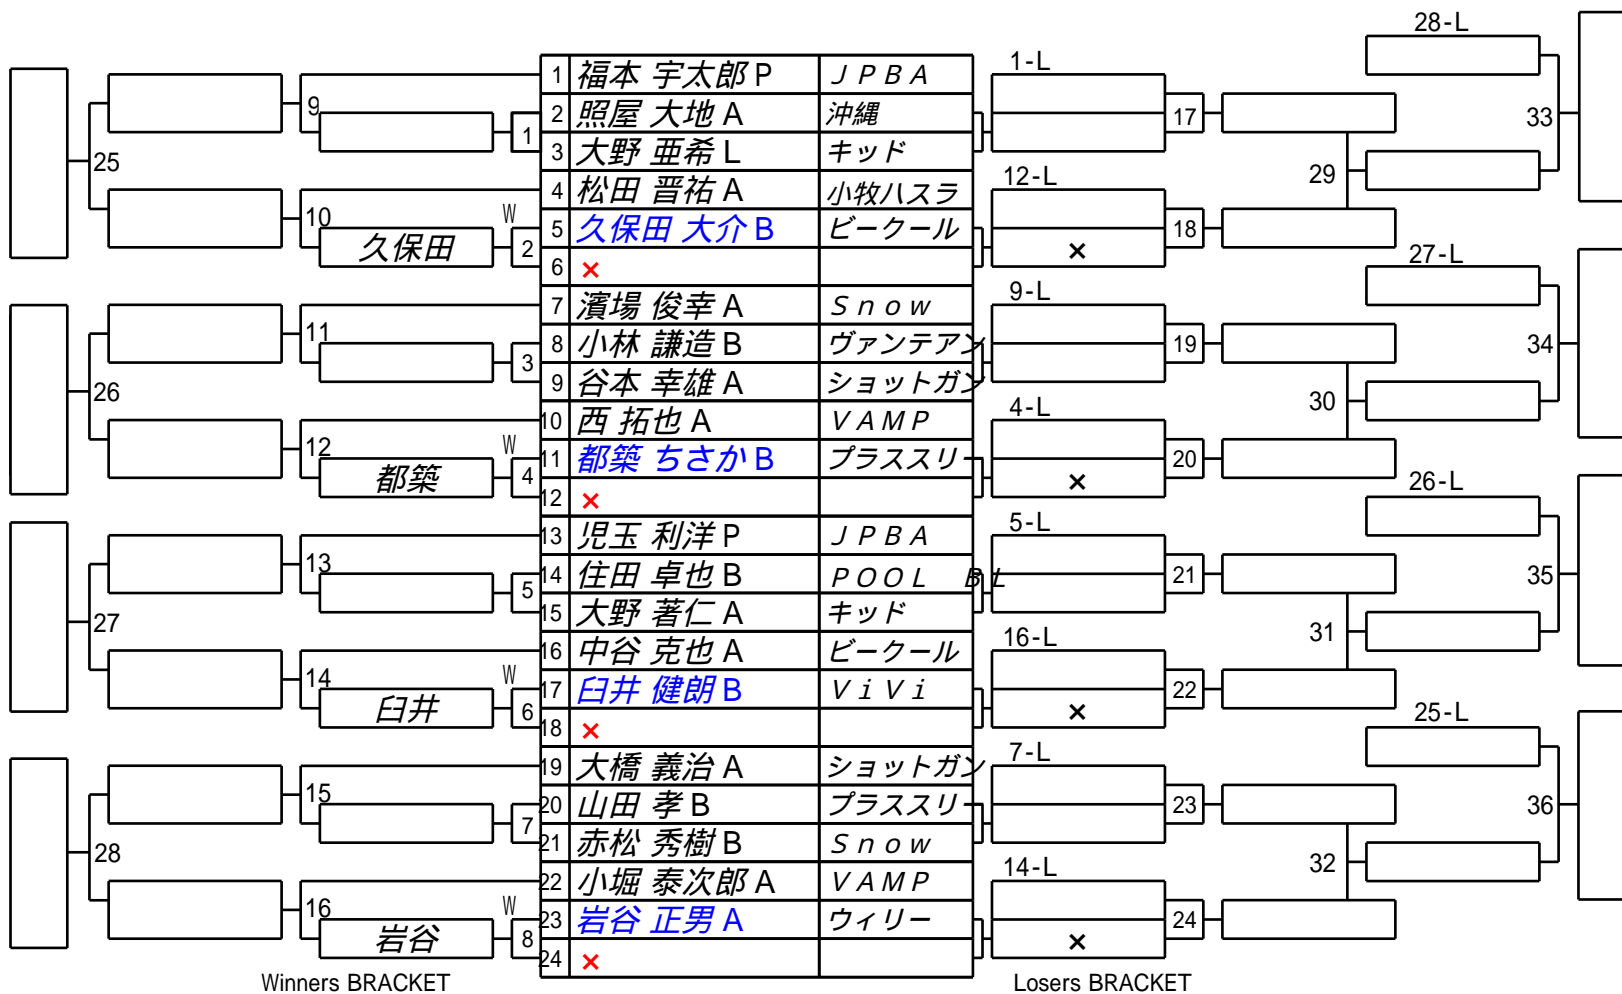 28-L
1-L
1 福本 宇太郎 P JPBA
9
2 照屋 大地 A 沖縄
17
33
1
3 大野 亜希 L キッド
25
29
4 松田 晋祐 A 小牧ハスラ
12-L
10
W
5 久保田 大介 B ビークール
18
久保田
2
×
27-L
6 ×
7 濱場 俊幸 A Snow
9-L
11
8 小林 謙造 B ヴァンテアン
19
34
3
9 谷本 幸雄 A ショットガン
26
30
10 西 拓也 A VAMP
4-L
12
W
11 都築 ちさか B プラススリー
20
都築
4
×
26-L
12 ×
13 児玉 利洋 P JPBA
5-L
13
14 住田 卓也 B POOL BL
21
35
5
15 大野 著仁 A キッド
27
31
16 中谷 克也 A ビークール
16-L
14
W
17 臼井 健朗 B ViVi
22
臼井
6
×
25-L
18 ×
19 大橋 義治 A ショットガン
7-L
15
20 山田 孝 B プラススリー
23
36
7
21 赤松 秀樹 B Snow
28
32
22 小堀 泰次郎 A VAMP
14-L
16
W
23 岩谷 正男 A ウィリー
24
岩谷
8
×
24 ×
Winners BRACKET
Losers BRACKET